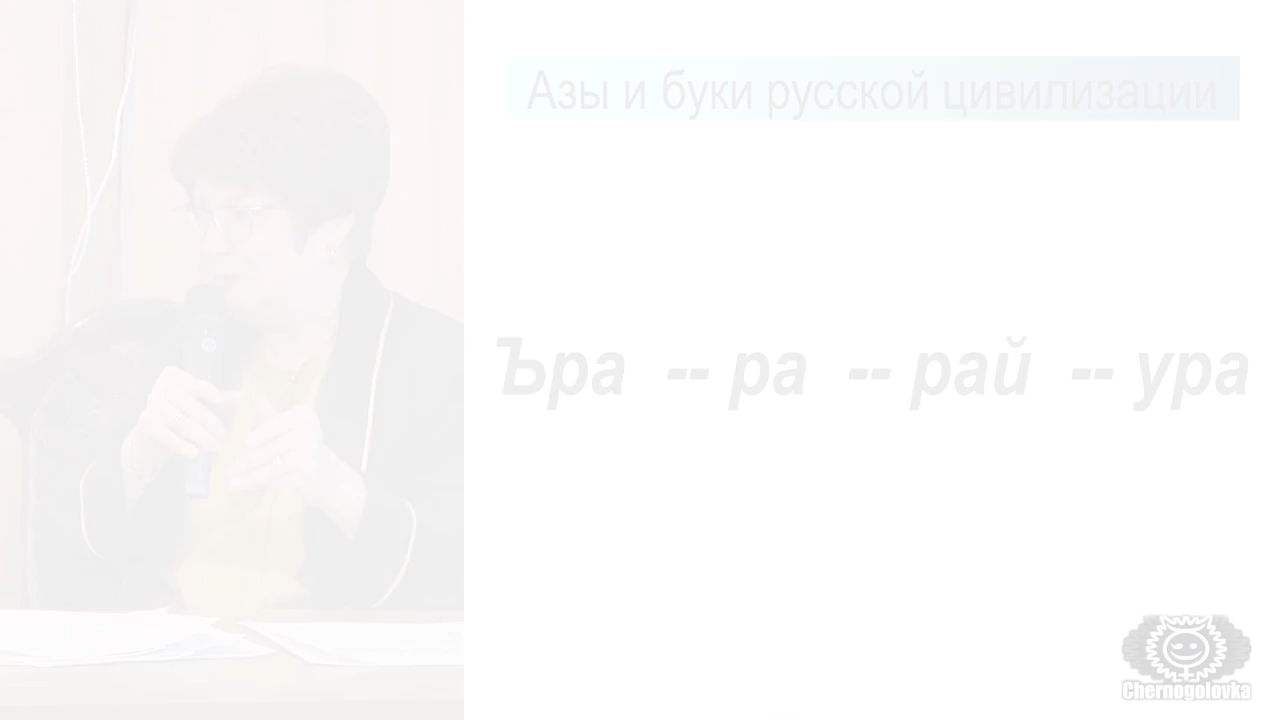 Азы и буки русской цивилизации
Ъра -- ра -- рай -- ура
Chernogolovka